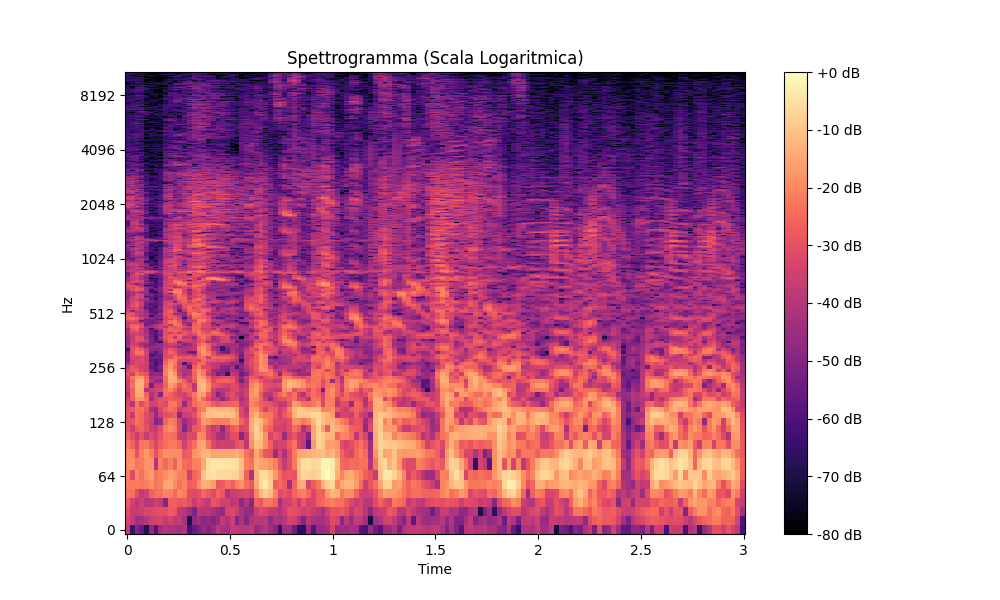 Spettrogramma (Scala Logaritmica)
Hz
8192
4096
2048
1024
512
256
128
64
0
0
0.5
1
1.5
2
2.5
3
Time
+0 dB
-10 dB
-20 dB
-30 dB
-40 dB
-50 dB
-60 dB
-70 dB
-80 dB